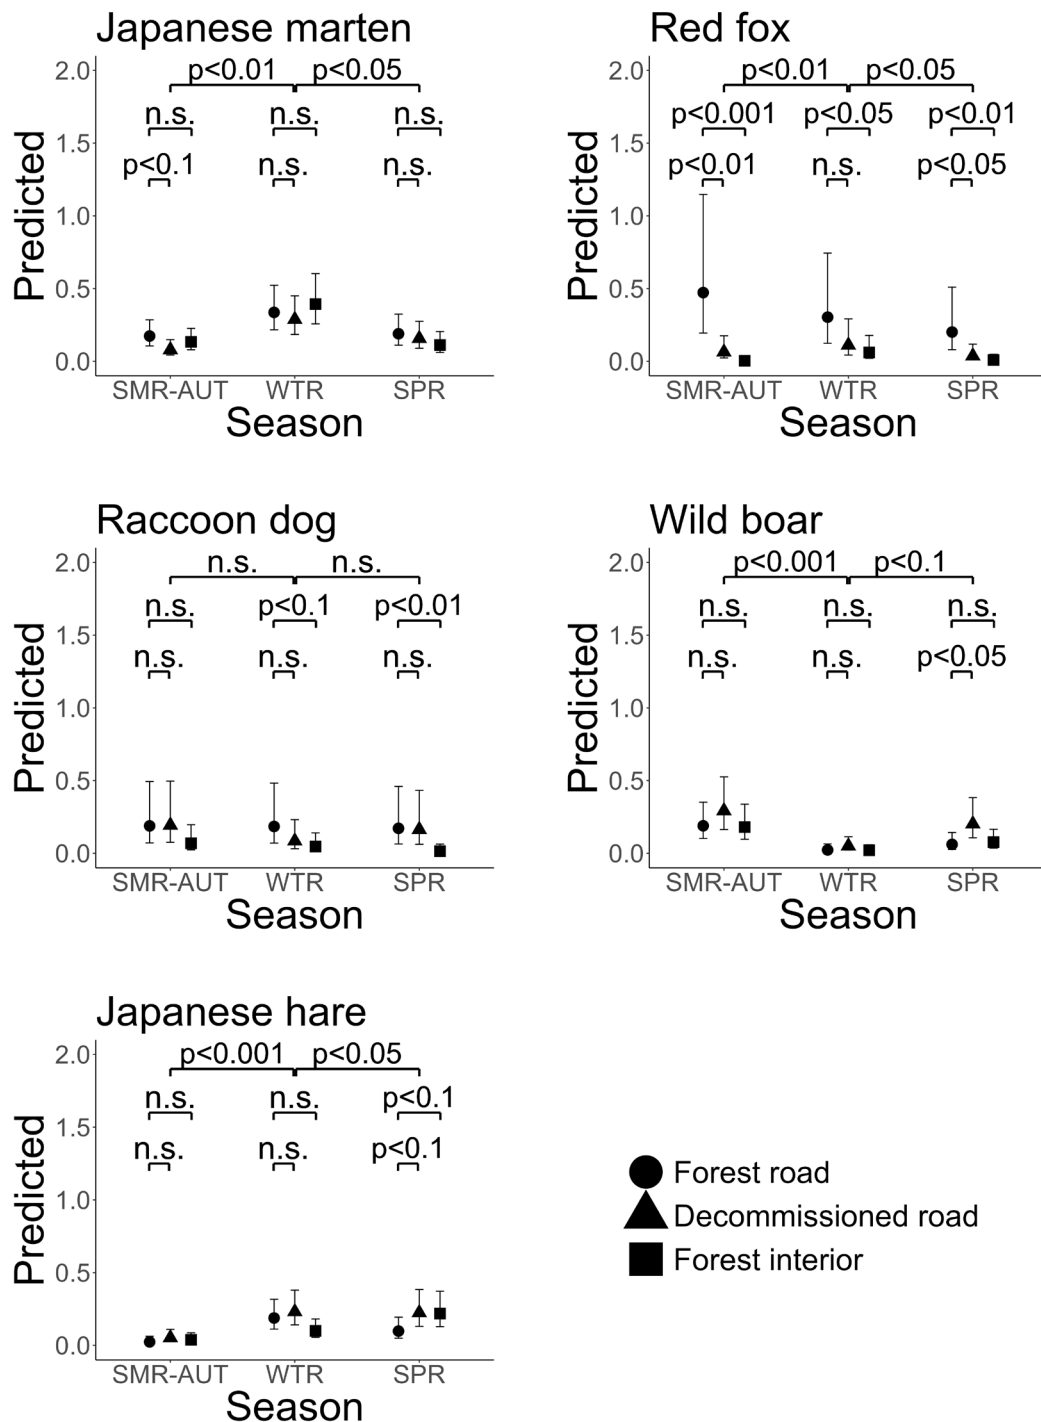 Japanese marten
2.0
1.5
1.0
0.5
0.0
Predicted
p<0.01 p<0.05
n.s. n.s. n.s.
p<0.1 n.s. n.s.
SMR-AUT WTR SPR
Season
Red fox
2.0
1.5
1.0
0.5
0.0
Predicted
p<0.01 p<0.05
p<0.001 p<0.05 p<0.01
p<0.01 n.s. p<0.05
SMR-AUT WTR SPR
Season
Raccoon dog
2.0
1.5
1.0
0.5
0.0
Predicted
n.s. n.s.
n.s. p<0.1 p<0.01
n.s. n.s. n.s.
SMR-AUT WTR SPR
Season
Wild boar
2.0
1.5
1.0
0.5
0.0
Predicted
p<0.001 p<0.1
n.s. n.s. n.s.
n.s. n.s. p<0.05
SMR-AUT WTR SPR
Season
Japanese hare
2.0
1.5
1.0
0.5
0.0
Predicted
p<0.001 p<0.05
n.s. n.s. p<0.1
n.s. n.s. p<0.1
SMR-AUT WTR SPR
Season
Forest road
Decommissioned road
Forest interior